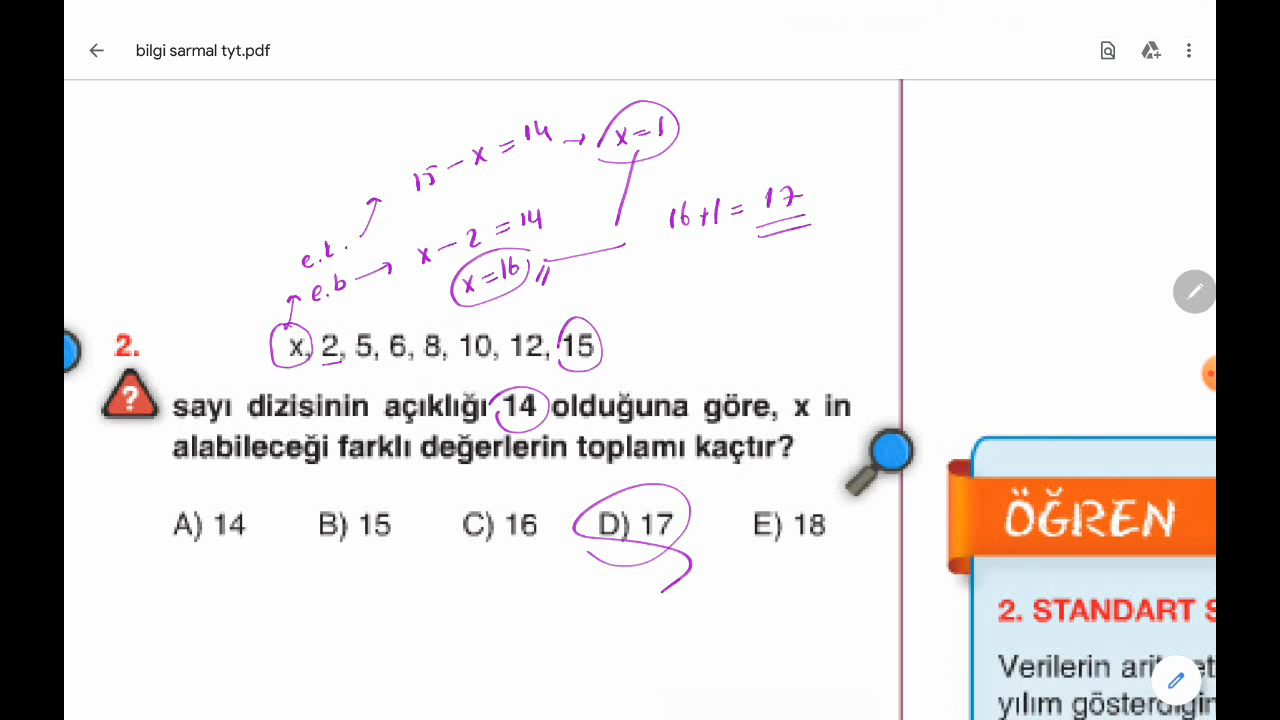 bilgi sarmal tyt.pdf
15 - x = 14 → x = 1
e.k.
x - 2 = 14
16 + 1 = 17
e.b →
x = 16
2. x, 2, 5, 6, 8, 10, 12, 15
?
sayı dizisinin açıklığı 14 olduğuna göre, x in
alabileceği farklı değerlerin toplamı kaçtır?
A) 14 B) 15 C) 16 D) 17 E) 18
ÖĞREN
2. STANDART S
Verilerin
yılım gösterdiğin